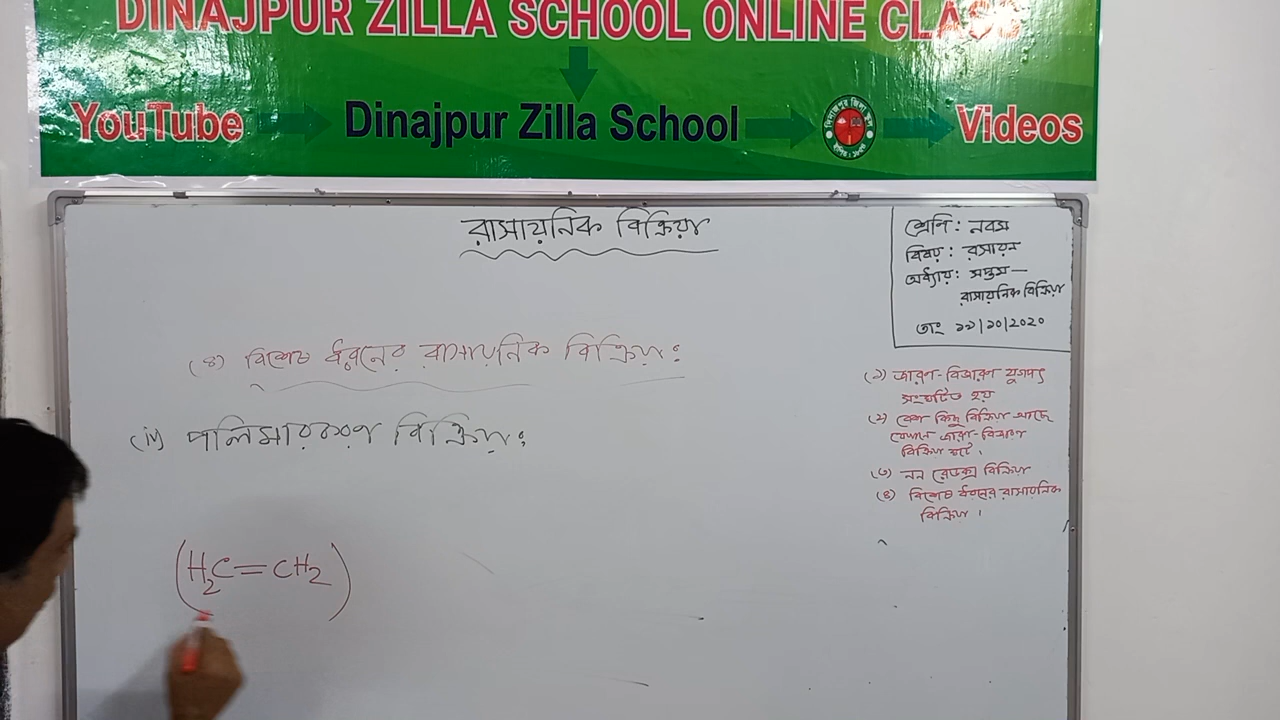 DINAJPUR ZILLA SCHOOL ONLINE CLASS
YouTube Dinajpur Zilla School Videos
রাসায়নিক বিক্রিয়া
শ্রেণি: নবম
বিষয়: রসায়ন
অধ্যায়: সপ্তম—
রাসায়নিক বিক্রিয়া
তাং ১১/১০/২০২০
(৪) বিশেষ ধরনের রাসায়নিক বিক্রিয়া:
(iv) পলিমারকরণ বিক্রিয়া:
(H₂C=CH₂)
(১) জারণ-বিজারণ যুগপৎ
সংঘটিত হয়
(২) বেশ কিছু বিক্রিয়া আছে
যেখানে জারণ-বিজারণ
বিক্রিয়া ঘটে।
(৩) নন রেডক্স বিক্রিয়া
(৪) বিশেষ ধরনের রাসায়নিক
বিক্রিয়া।